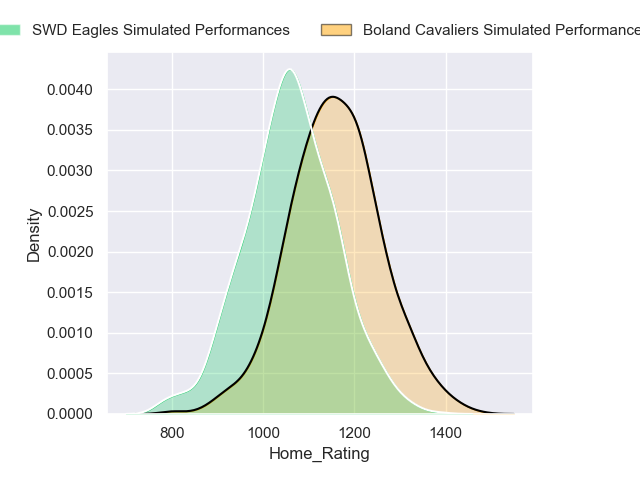 SWD Eagles Simulated Performances
Boland Cavaliers Simulated Performance
0.0040
0.0035
0.0030
0.0025
0.0020
0.0015
0.0010
0.0005
0.0000
Density
800 1000 1200 1400
Home_Rating